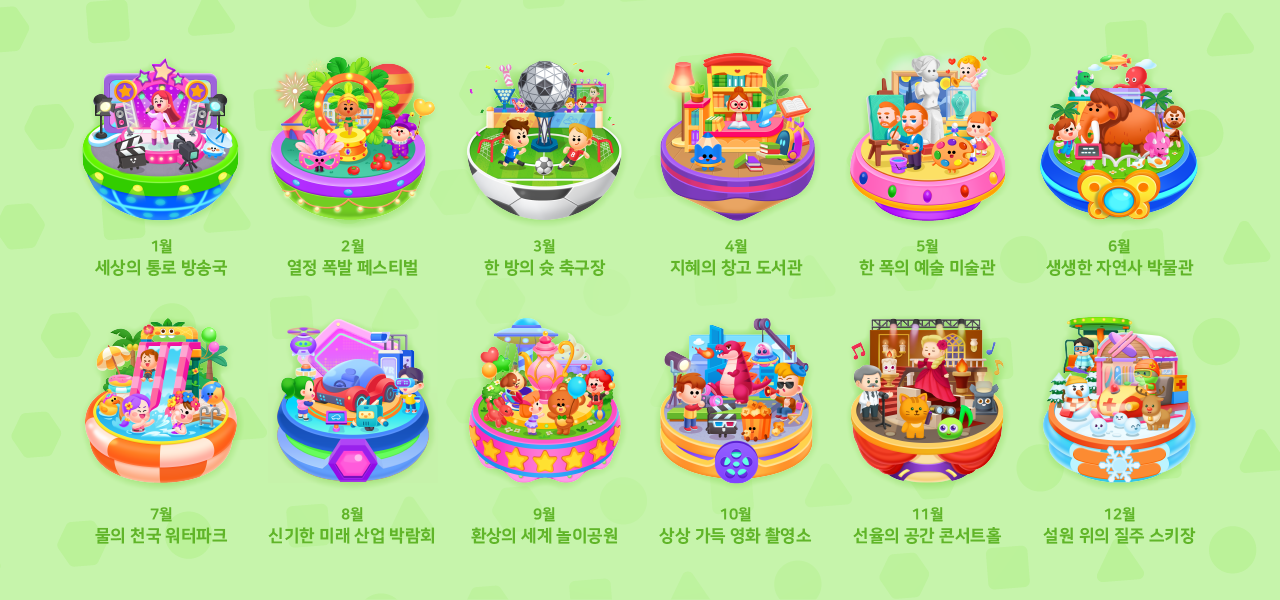 1월
세상의 통로 방송국
2월
열정 폭발 페스티벌
3월
한 방의 슛 축구장
4월
지혜의 창고 도서관
5월
한 폭의 예술 미술관
6월
생생한 자연사 박물관
7월
물의 천국 워터파크
8월
신기한 미래 산업 박람회
9월
환상의 세계 놀이공원
10월
상상 가득 영화 촬영소
11월
선율의 공간 콘서트홀
12월
설원 위의 질주 스키장